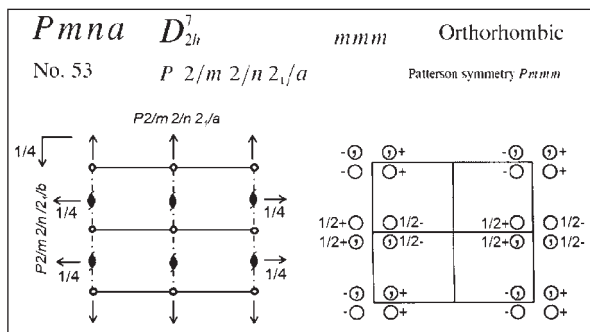 Pmna D⁷₂ₕ mmm Orthorhombic
No. 53 P 2/m 2/n 2₁/a Patterson symmetry Pmmm
P2/m 2/n 2₁/a
1/4
P2/m 2/n /2₁/b
1/4 1/4
1/4 1/4
- , , + - , , +
- + - +
1/2+ 1/2- 1/2+ 1/2-
1/2+ , , 1/2- 1/2+ , , 1/2-
- , , + - , , +
- + - +